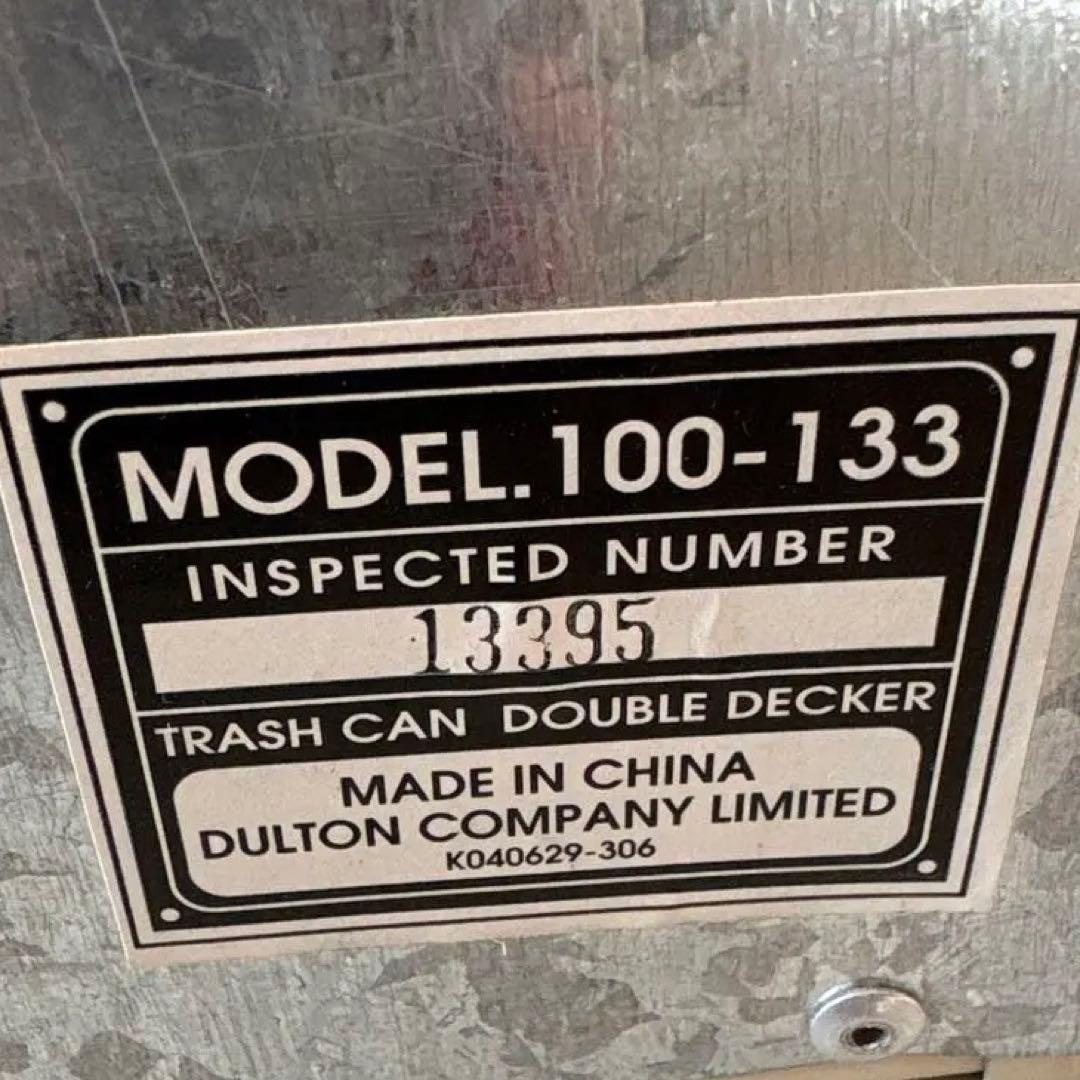 MODEL.100-133
INSPECTED NUMBER
13395
TRASH CAN DOUBLE DECKER
MADE IN CHINA
DULTON COMPANY LIMITED
K040629-306